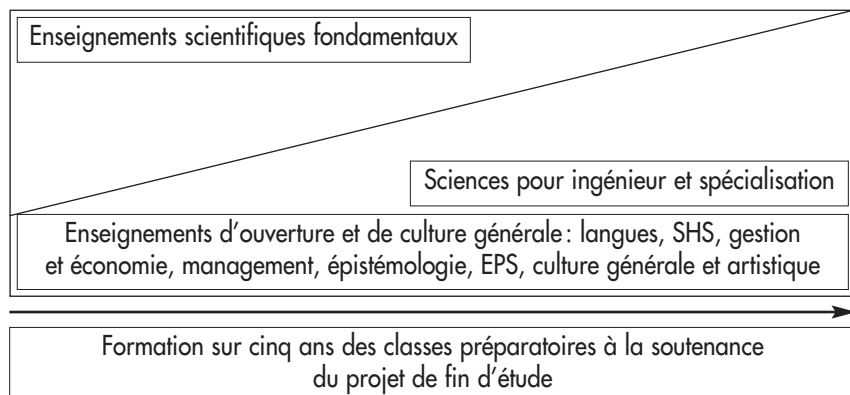 Enseignements scientifiques fondamentaux
Sciences pour ingénieur et spécialisation
Enseignements d'ouverture et de culture générale : langues, SHS, gestion
et économie, management, épistémologie, EPS, culture générale et artistique
Formation sur cinq ans des classes préparatoires à la soutenance
du projet de fin d'étude